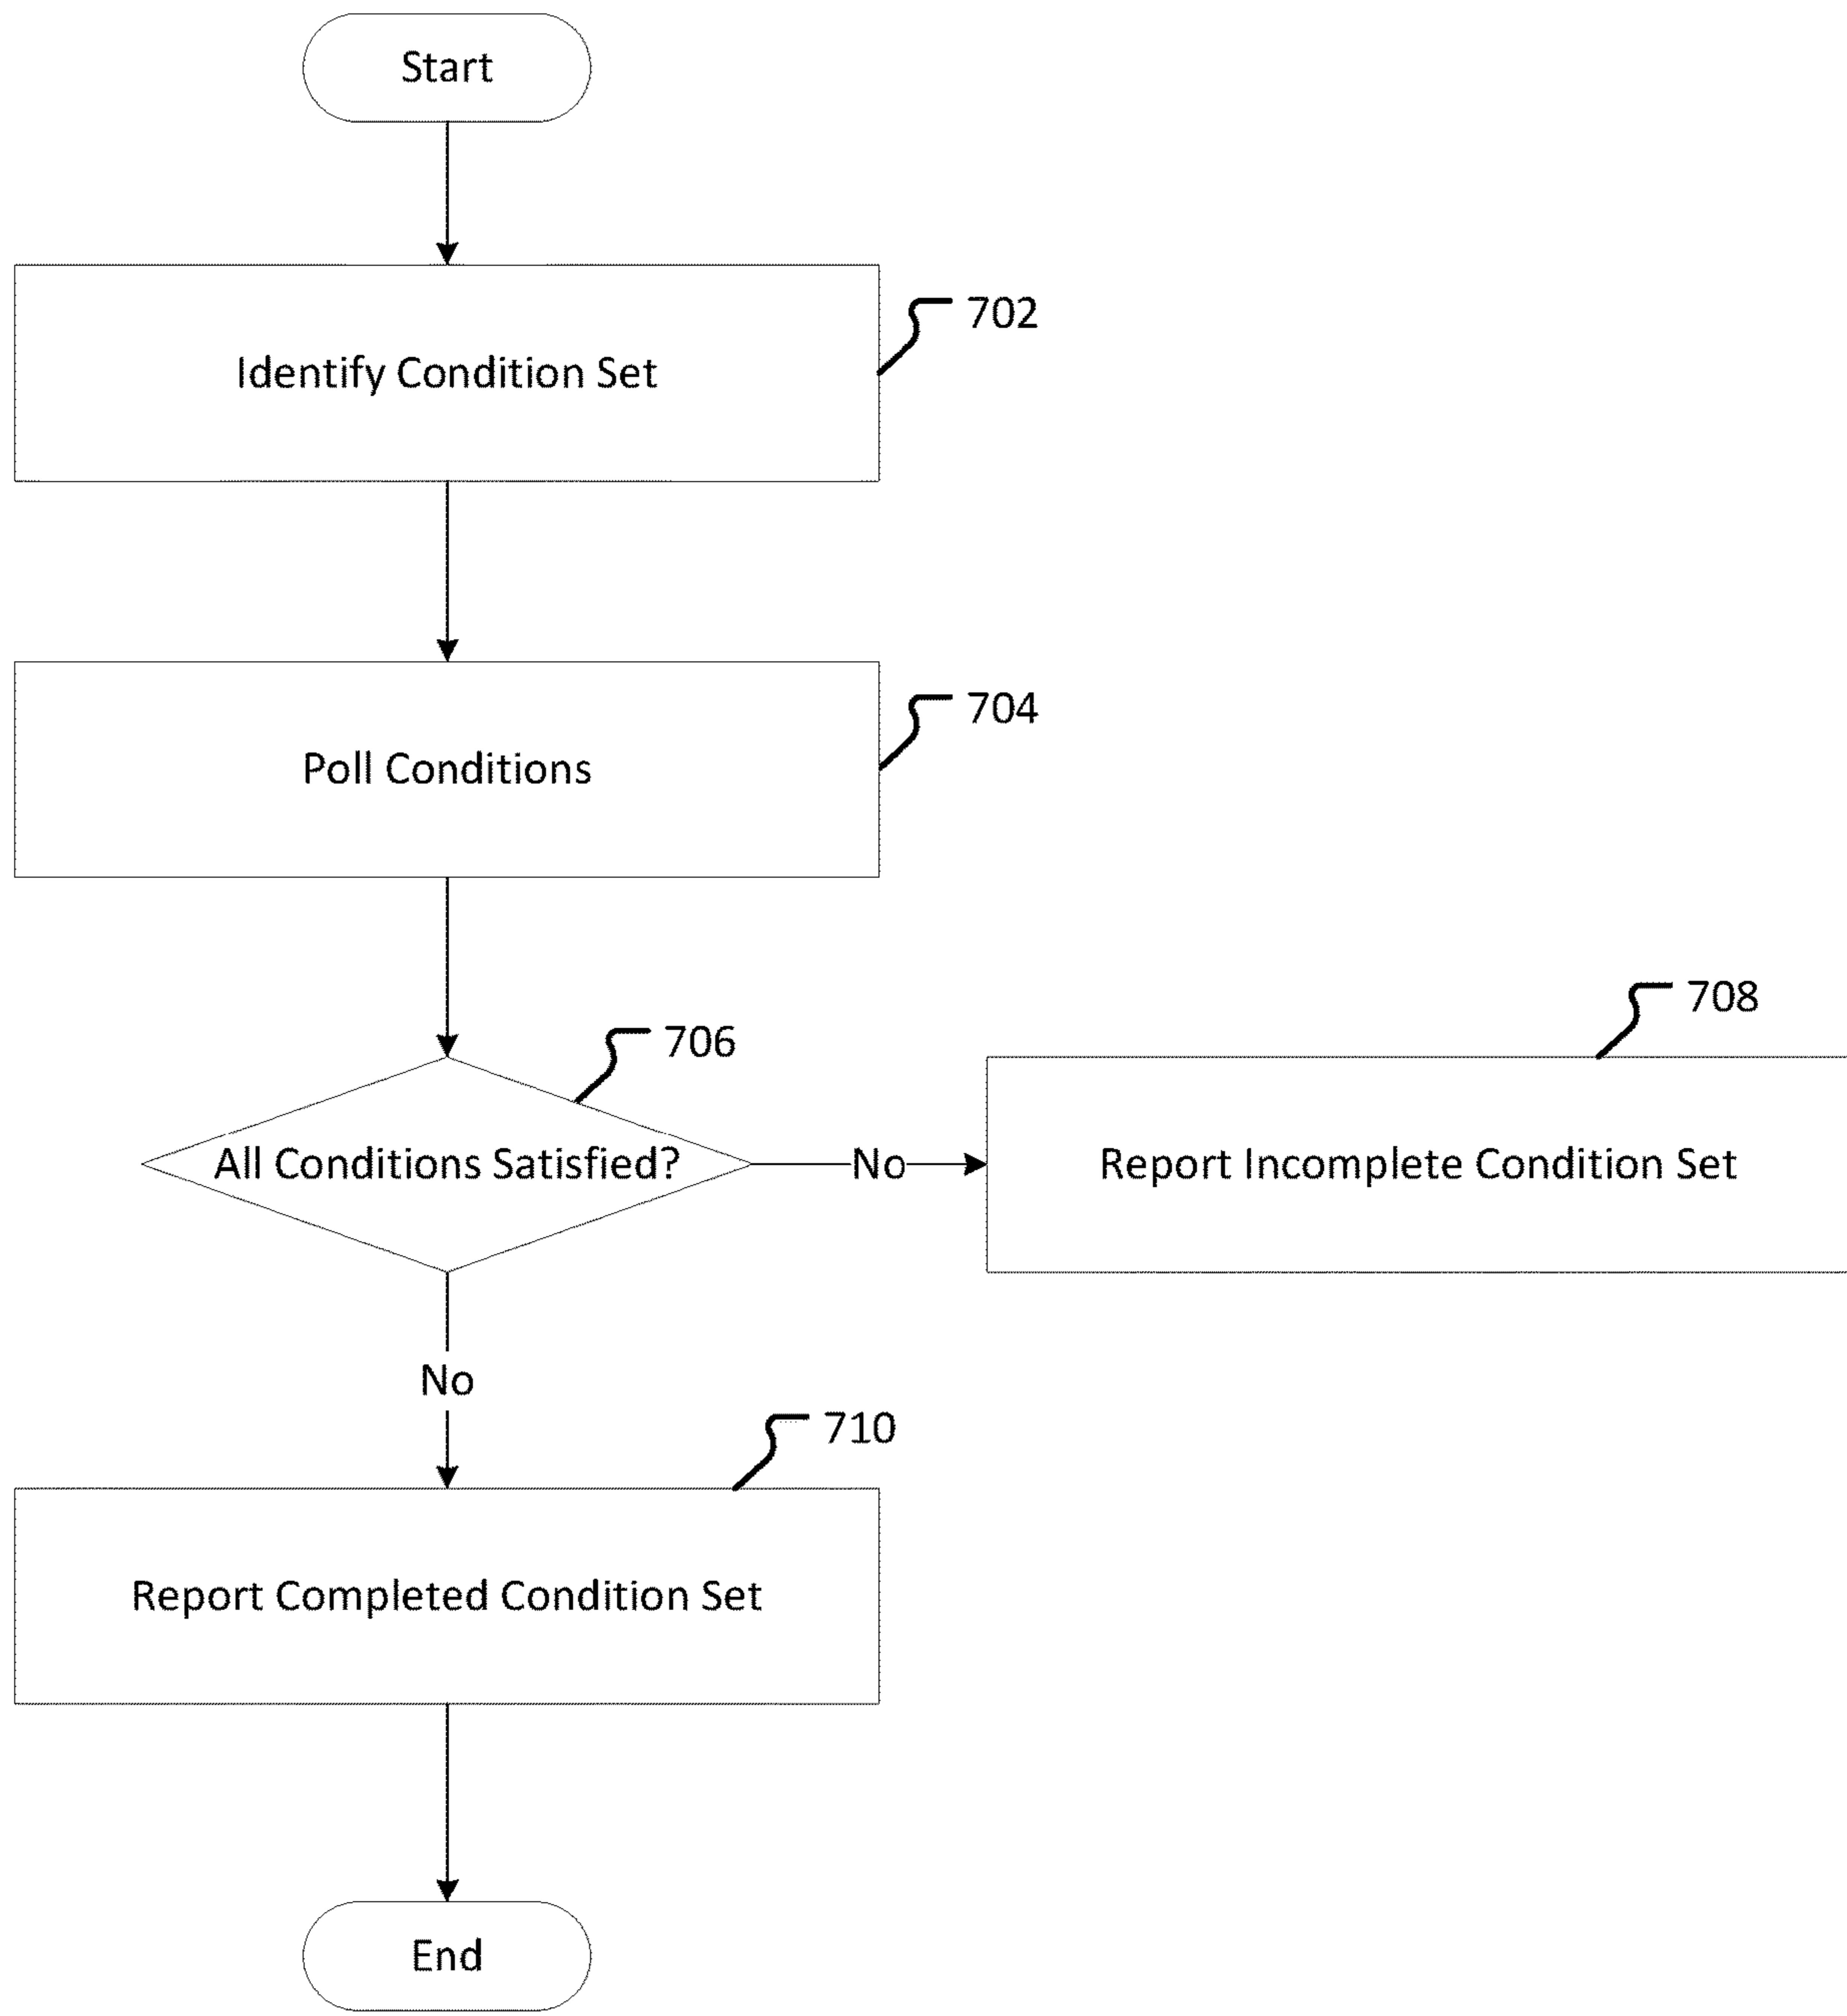 Start
Identify Condition Set
702
Poll Conditions
704
706
708
All Conditions Satisfied?
No
Report Incomplete Condition Set
No
710
Report Completed Condition Set
End